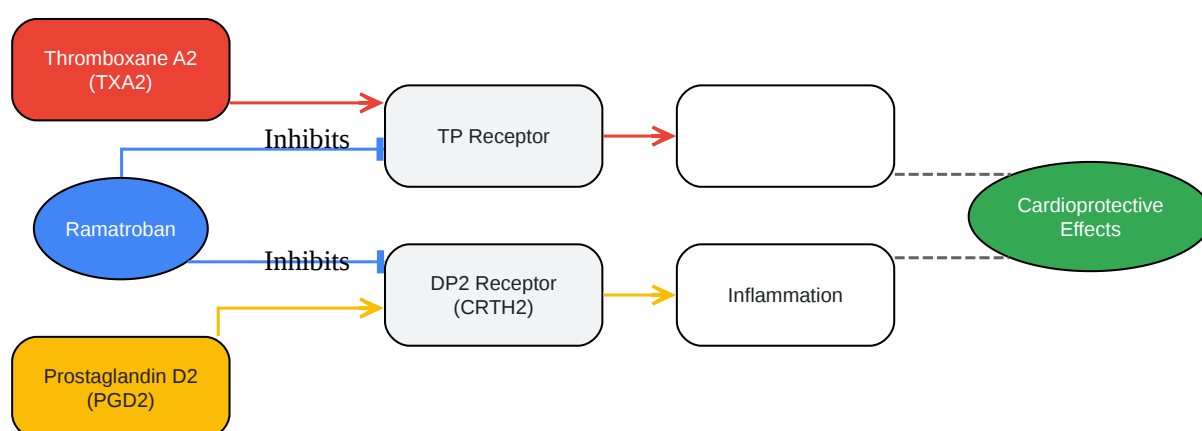 Thromboxane A2
(TXA2)
Inhibits
TP Receptor
Ramatroban
Cardioprotective
Effects
Inhibits
DP2 Receptor
(CRTH2)
Inflammation
Prostaglandin D2
(PGD2)